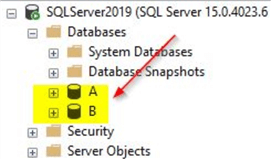 SQLServer2019 (SQL Server 15.0.4023.6
Databases
System Databases
Database Snapshots
A
B
Security
Server Objects